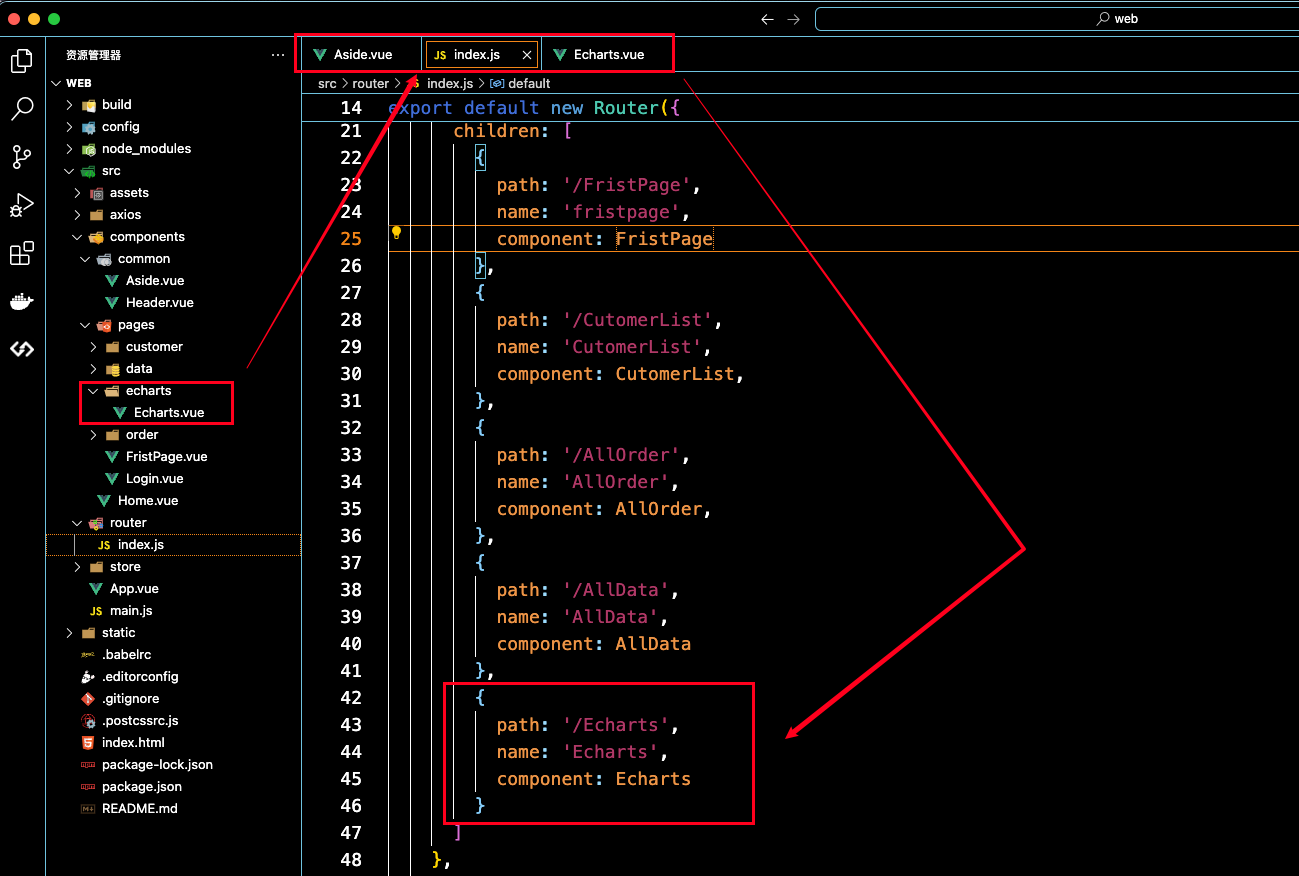 web
资源管理器
WEB
build
config
node_modules
src
assets
axios
components
common
Aside.vue
Header.vue
pages
customer
data
echarts
Echarts.vue
order
FristPage.vue
Login.vue
Home.vue
router
JS index.js
store
App.vue
JS main.js
static
.babelrc
.editorconfig
.gitignore
.postcssrc.js
index.html
package-lock.json
package.json
README.md
Aside.vue JS index.js Echarts.vue
src > router > index.js > default
14 export default new Router({
21 children: [
22 {
23 path: '/FristPage',
24 name: 'fristpage',
25 component: FristPage
26 },
27 {
28 path: '/CutomerList',
29 name: 'CutomerList',
30 component: CutomerList,
31 },
32 {
33 path: '/AllOrder',
34 name: 'AllOrder',
35 component: AllOrder,
36 },
37 {
38 path: '/AllData',
39 name: 'AllData',
40 component: AllData
41 },
42 {
43 path: '/Echarts',
44 name: 'Echarts',
45 component: Echarts
46 }
47 ]
48 },